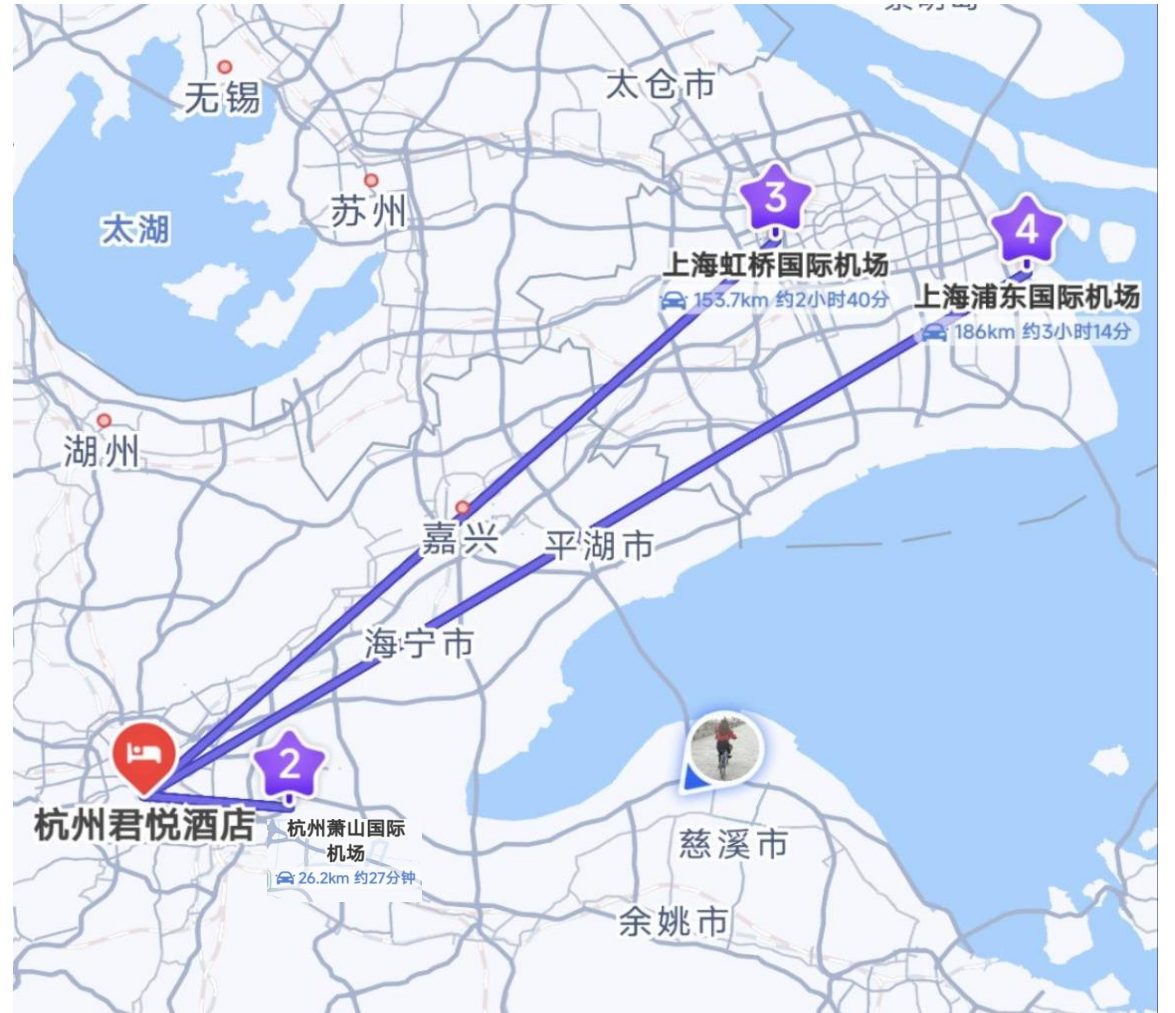 无锡
太仓市
苏州
太湖
3
上海虹桥国际机场
153.7km 约2小时40分
4
上海浦东国际机场
186km 约3小时14分
湖州
嘉兴
平湖市
海宁市
2
杭州君悦酒店
杭州萧山国际
机场
26.2km 约27分钟
慈溪市
余姚市